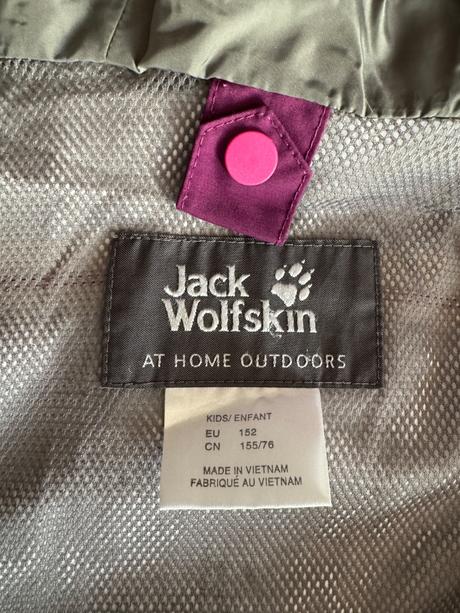 Jack
Wolfskin
AT HOME OUTDOORS
KIDS/ ENFANT
EU 152
CN 155/76
MADE IN VIETNAM
FABRIQUÉ AU VIETNAM